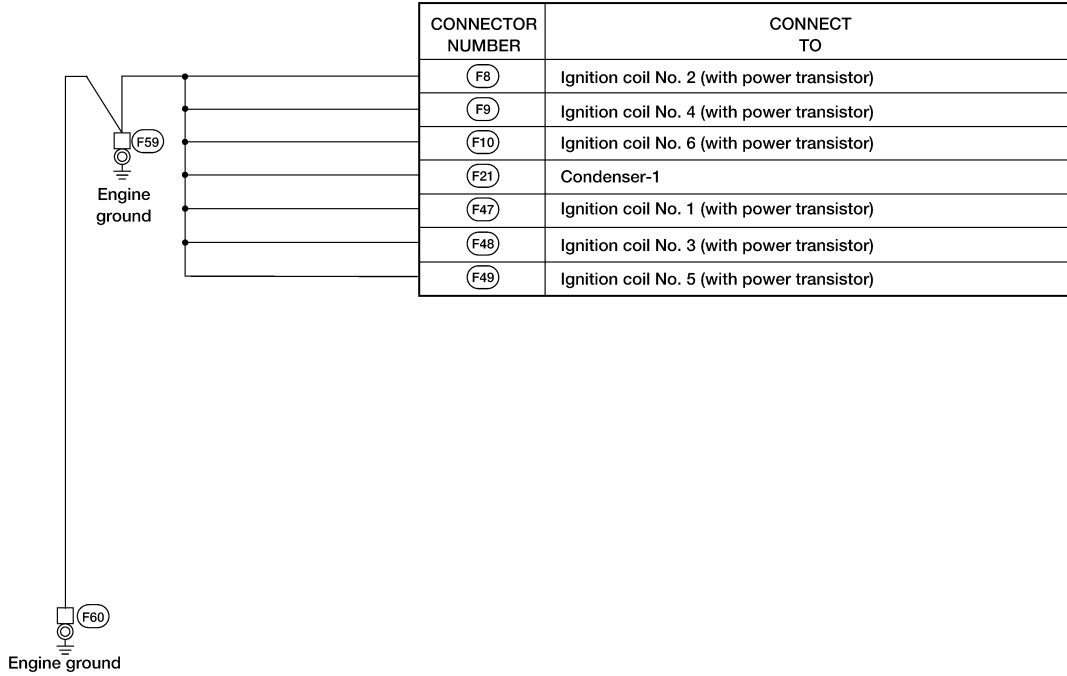 CONNECTOR
NUMBER
CONNECT
TO
F8
Ignition coil No. 2 (with power transistor)
F9
Ignition coil No. 4 (with power transistor)
F10
Ignition coil No. 6 (with power transistor)
F59
F21
Condenser-1
Engine
ground
F47
Ignition coil No. 1 (with power transistor)
F48
Ignition coil No. 3 (with power transistor)
F49
Ignition coil No. 5 (with power transistor)
F60
Engine ground